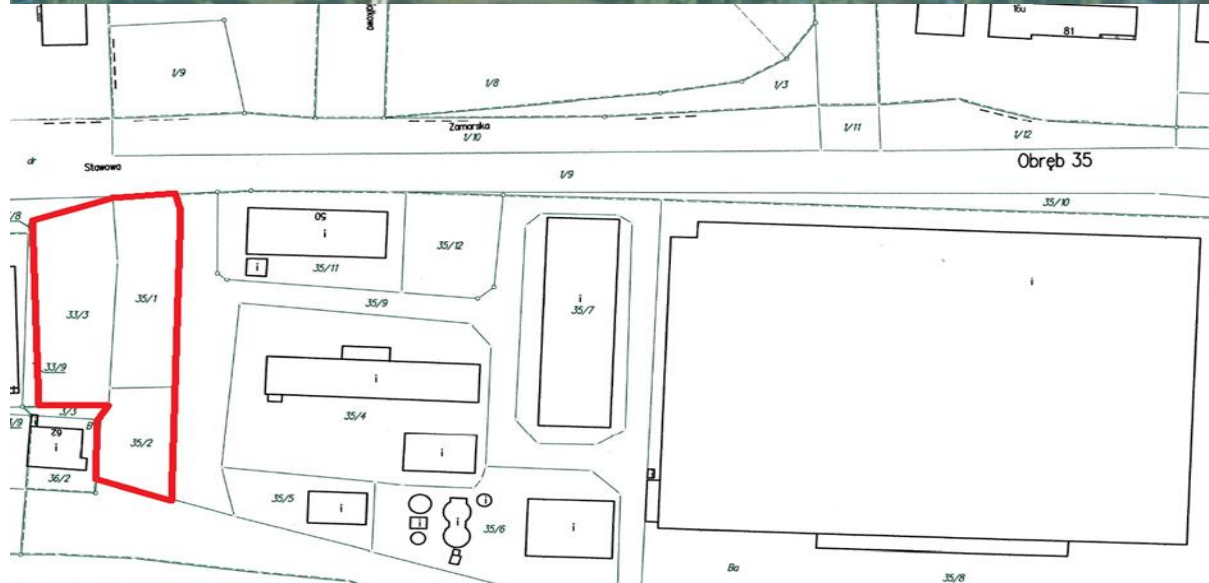 16u
81
1/9
1/8
1/3
Zamarska
1/10
1/11
1/12
dr
Stawowa
Obręb 35
1/9
35/10
50
i
35/12
i
35/11
i
33/3
35/1
35/9
i
35/7
33/9
i
35/4
3/3
62
i
35/2
i
36/2
35/5
i
i
i
i
35/6
i
Ba
35/8